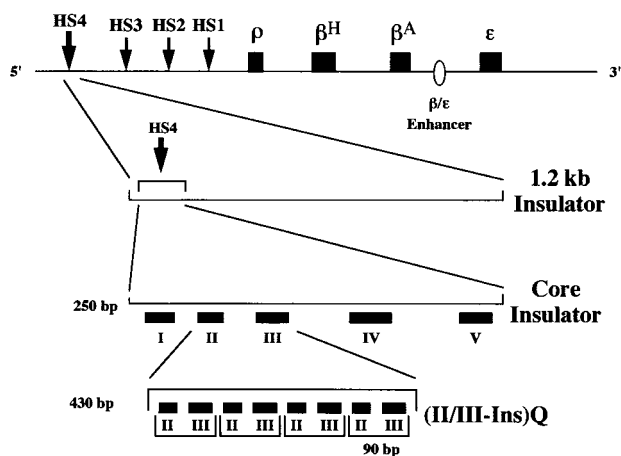 HS4 HS3 HS2 HS1 ρ βH βA ε
5' 3'
β/ε
Enhancer
HS4
1.2 kb
Insulator
250 bp
Core
Insulator
I II III IV V
430 bp
(II/III-Ins)Q
II III II III II III II III
90 bp